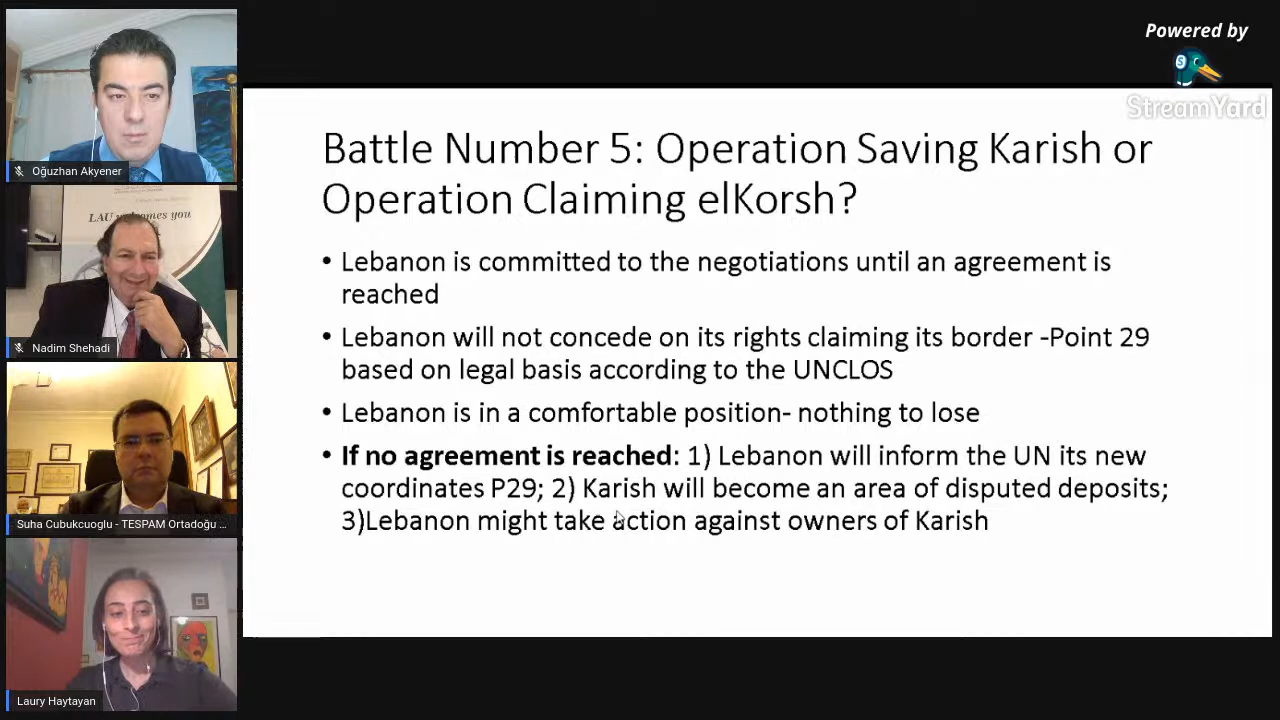 Powered by
S
StreamYard
Oğuzhan Akyener
LAU welcomes you
Nadim Shehadi
Suha Cubukcuoglu - TESPAM Ortadoğu ...
Laury Haytayan
Battle Number 5: Operation Saving Karish or
Operation Claiming elKorsh?
• Lebanon is committed to the negotiations until an agreement is
reached
• Lebanon will not concede on its rights claiming its border -Point 29
based on legal basis according to the UNCLOS
• Lebanon is in a comfortable position- nothing to lose
• If no agreement is reached: 1) Lebanon will inform the UN its new
coordinates P29; 2) Karish will become an area of disputed deposits;
3)Lebanon might take action against owners of Karish